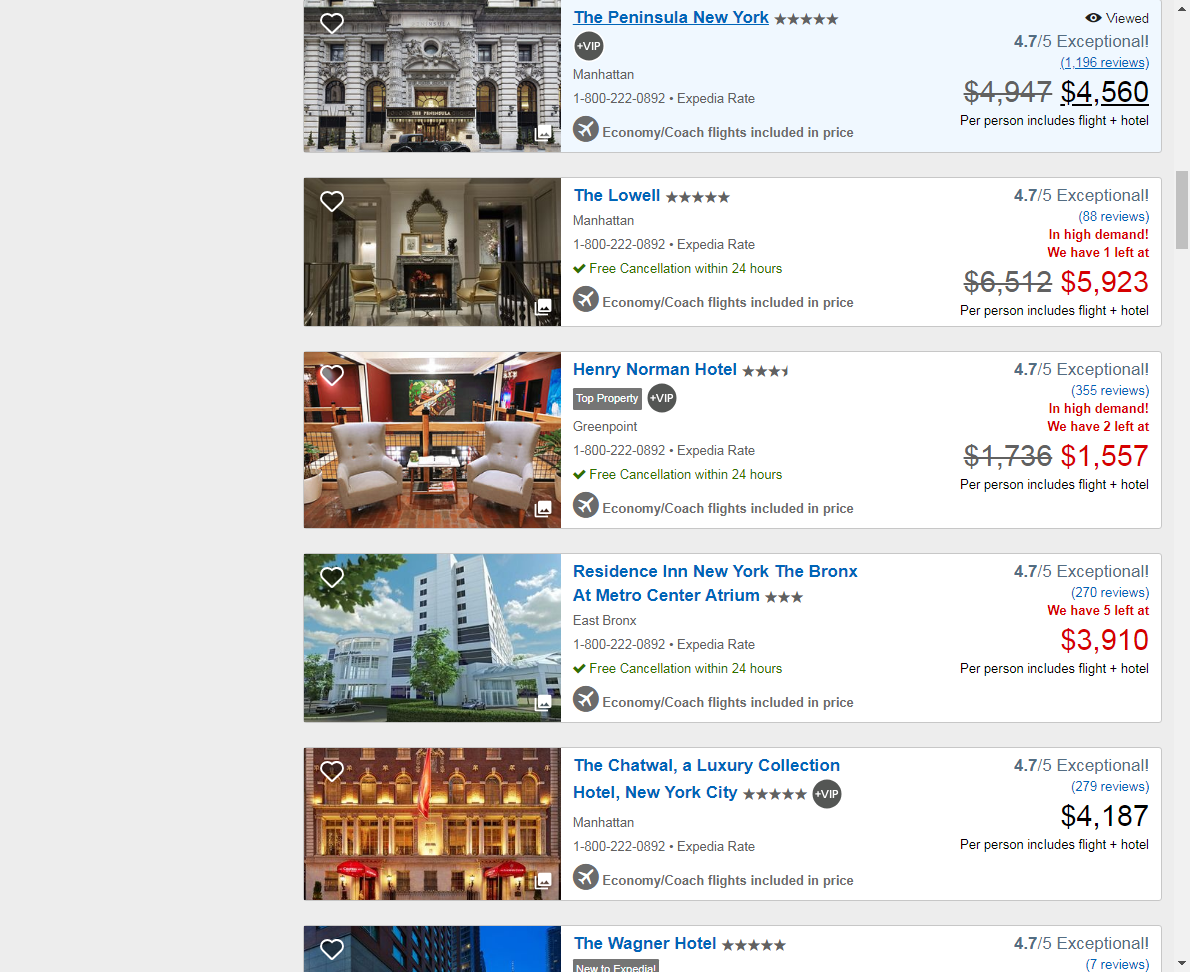 The Peninsula New York
Viewed
+VIP
4.7/5 Exceptional!
(1,196 reviews)
Manhattan
$4,947 $4,560
1-800-222-0892 • Expedia Rate
Per person includes flight + hotel
Economy/Coach flights included in price
THE PENINSULA
The Lowell
4.7/5 Exceptional!
Manhattan
(88 reviews)
In high demand!
1-800-222-0892 • Expedia Rate
We have 1 left at
Free Cancellation within 24 hours
$6,512 $5,923
Economy/Coach flights included in price
Per person includes flight + hotel
Henry Norman Hotel
4.7/5 Exceptional!
Top Property +VIP
(355 reviews)
In high demand!
Greenpoint
We have 2 left at
1-800-222-0892 • Expedia Rate
$1,736 $1,557
Free Cancellation within 24 hours
Per person includes flight + hotel
Economy/Coach flights included in price
Residence Inn New York The Bronx
At Metro Center Atrium
4.7/5 Exceptional!
(270 reviews)
East Bronx
We have 5 left at
1-800-222-0892 • Expedia Rate
$3,910
Free Cancellation within 24 hours
Per person includes flight + hotel
Economy/Coach flights included in price
The Chatwal, a Luxury Collection
Hotel, New York City
+VIP
4.7/5 Exceptional!
(279 reviews)
Manhattan
$4,187
1-800-222-0892 • Expedia Rate
Per person includes flight + hotel
Economy/Coach flights included in price
The Wagner Hotel
4.7/5 Exceptional!
New to Expedia!
(7 reviews)